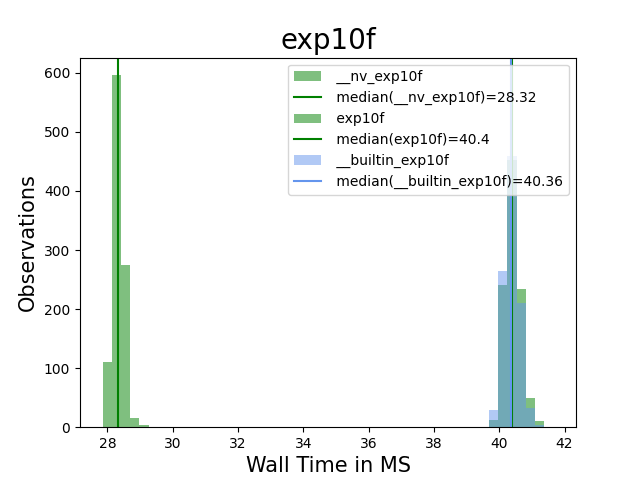 exp10f
600
500
400
300
200
100
0
Observations
__nv_exp10f
median(__nv_exp10f)=28.32
exp10f
median(exp10f)=40.4
__builtin_exp10f
median(__builtin_exp10f)=40.36
28 30 32 34 36 38 40 42
Wall Time in MS